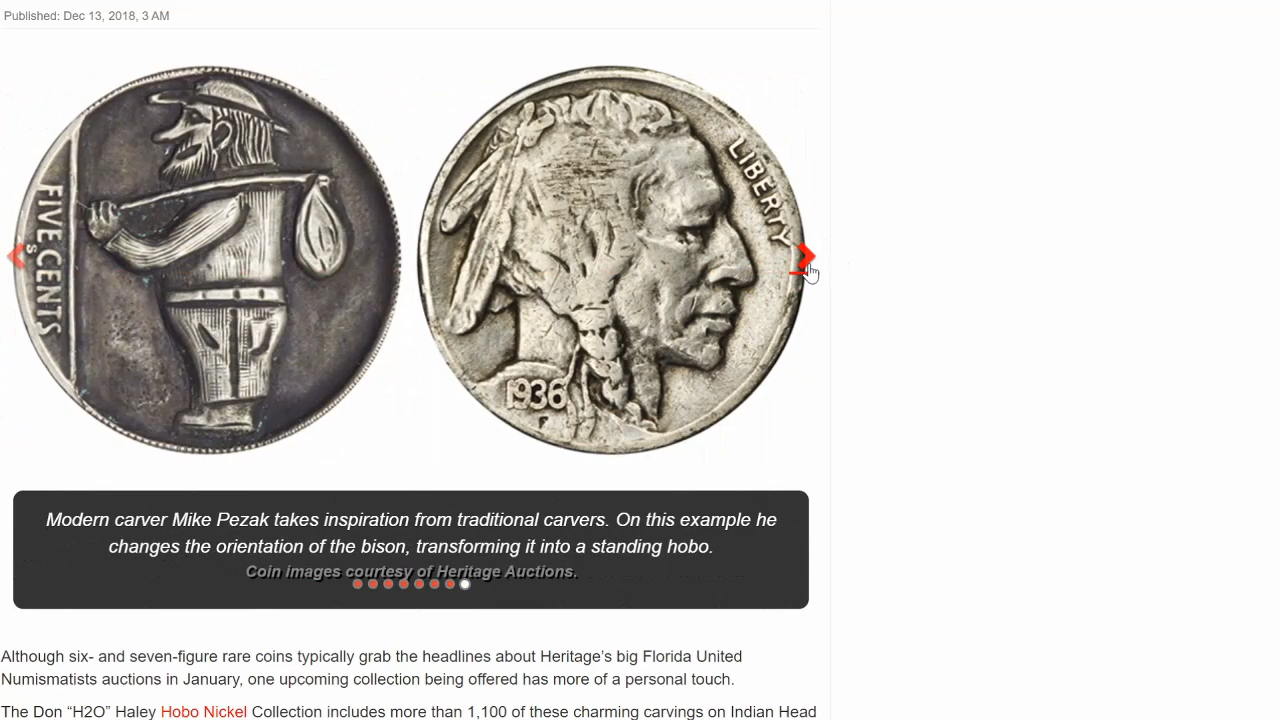 Published: Dec 13, 2018, 3 AM
FIVE CENTS
S
LIBERTY
1936
F
Modern carver Mike Pezak takes inspiration from traditional carvers. On this example he
changes the orientation of the bison, transforming it into a standing hobo.
Coin images courtesy of Heritage Auctions.
Although six- and seven-figure rare coins typically grab the headlines about Heritage’s big Florida United
Numismatists auctions in January, one upcoming collection being offered has more of a personal touch.
The Don “H2O” Haley Hobo Nickel Collection includes more than 1,100 of these charming carvings on Indian Head